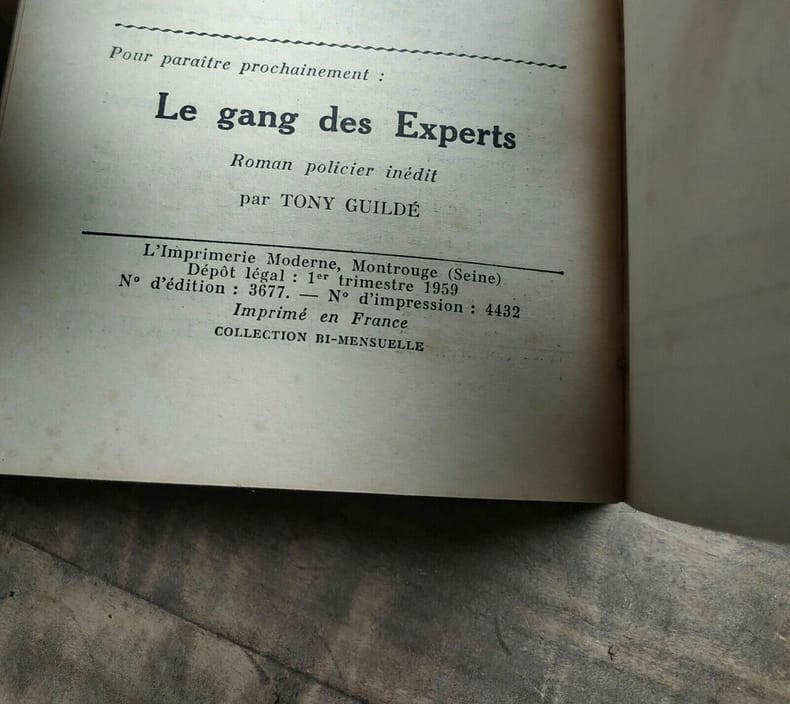 Pour paraître prochainement :
Le gang des Experts
Roman policier inédit
par TONY GUILDÉ
L'Imprimerie Moderne, Montrouge (Seine)
Dépôt légal : 1er trimestre 1959
N° d'édition : 3677. — N° d'impression : 4432
Imprimé en France
COLLECTION BI-MENSUELLE